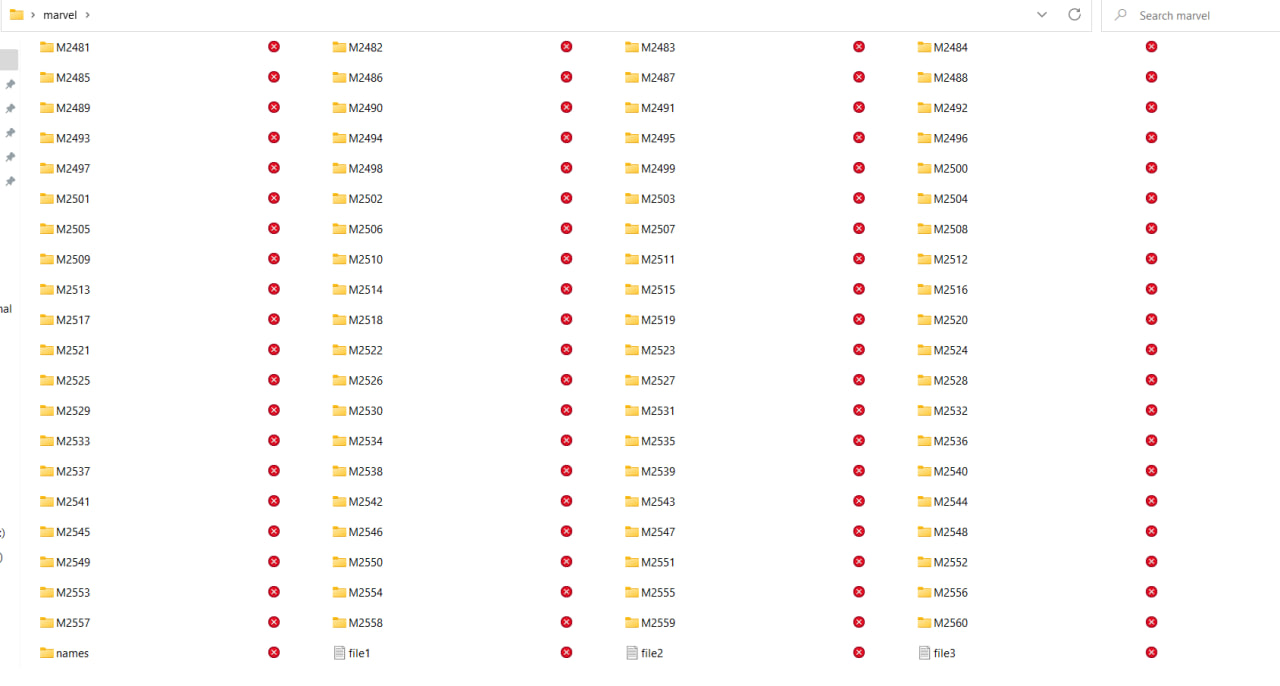 marvel
Search marvel
M2481 M2482 M2483 M2484
M2485 M2486 M2487 M2488
M2489 M2490 M2491 M2492
M2493 M2494 M2495 M2496
M2497 M2498 M2499 M2500
M2501 M2502 M2503 M2504
M2505 M2506 M2507 M2508
M2509 M2510 M2511 M2512
M2513 M2514 M2515 M2516
nal
M2517 M2518 M2519 M2520
M2521 M2522 M2523 M2524
M2525 M2526 M2527 M2528
M2529 M2530 M2531 M2532
M2533 M2534 M2535 M2536
M2537 M2538 M2539 M2540
M2541 M2542 M2543 M2544
:)
M2545 M2546 M2547 M2548
)
M2549 M2550 M2551 M2552
M2553 M2554 M2555 M2556
M2557 M2558 M2559 M2560
names file1 file2 file3